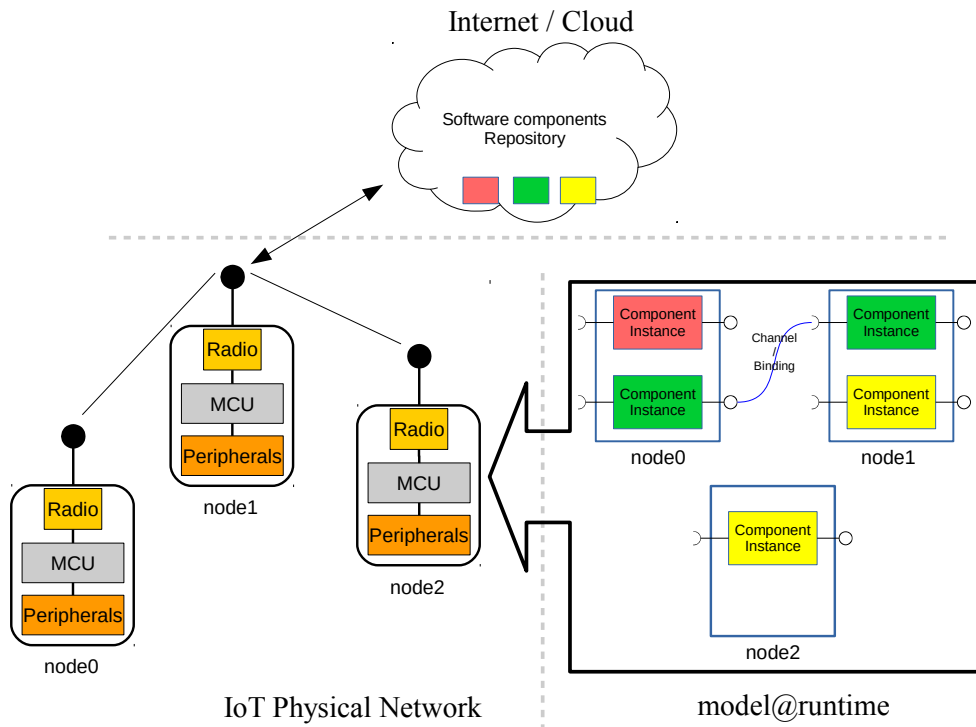 Internet / Cloud
Software components
Repository
Radio
MCU
Peripherals
node1
Radio
MCU
Peripherals
node2
Radio
MCU
Peripherals
node0
Component
Instance
Component
Instance
Channel
Binding
Component
Instance
Component
Instance
node0
node1
Component
Instance
node2
IoT Physical Network
model@runtime